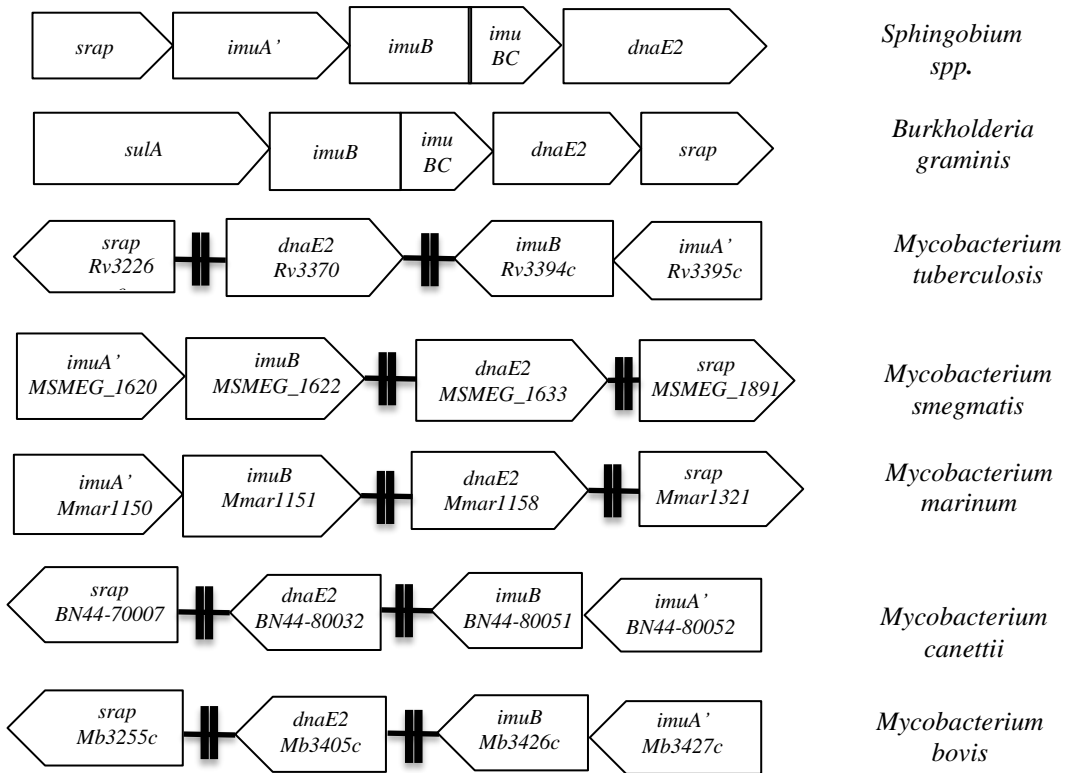 srap
imuA’
imuB
imu
BC
dnaE2
Sphingobium
spp.
sulA
imuB
imu
BC
dnaE2
srap
Burkholderia
graminis
srap
Rv3226
dnaE2
Rv3370
imuB
Rv3394c
imuA’
Rv3395c
Mycobacterium
tuberculosis
imuA’
MSMEG_1620
imuB
MSMEG_1622
dnaE2
MSMEG_1633
srap
MSMEG_1891
Mycobacterium
smegmatis
imuA’
Mmar1150
imuB
Mmar1151
dnaE2
Mmar1158
srap
Mmar1321
Mycobacterium
marinum
srap
BN44-70007
dnaE2
BN44-80032
imuB
BN44-80051
imuA’
BN44-80052
Mycobacterium
canettii
srap
Mb3255c
dnaE2
Mb3405c
imuB
Mb3426c
imuA’
Mb3427c
Mycobacterium
bovis